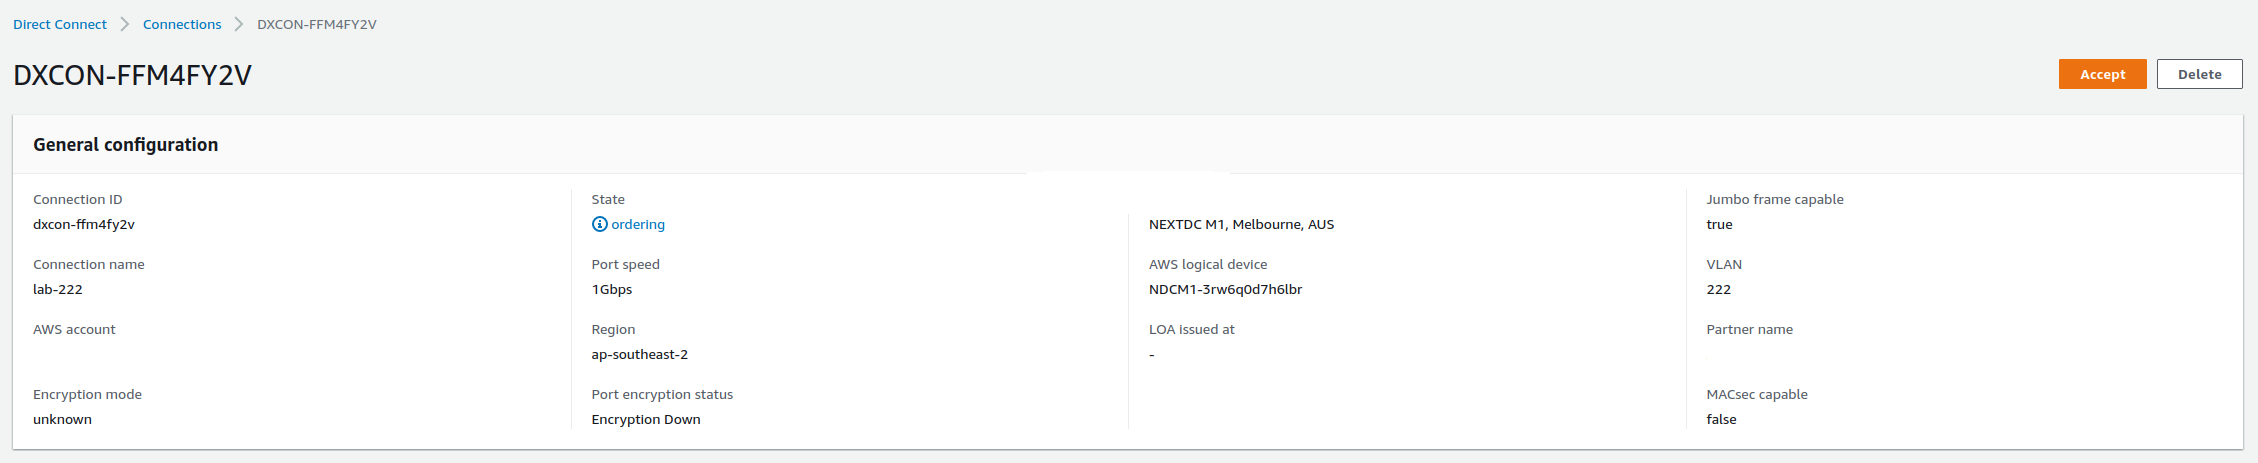 Direct Connect > Connections > DXCON-FFM4FY2V
DXCON-FFM4FY2V
Accept
Delete
General configuration
Connection ID
dxcon-ffm4fy2v
Connection name
lab-222
AWS account
Encryption mode
unknown
State
ordering
Port speed
1Gbps
Region
ap-southeast-2
Port encryption status
Encryption Down
NEXTDC M1, Melbourne, AUS
AWS logical device
NDCM1-3rw6q0d7h6lbr
LOA issued at
-
Jumbo frame capable
true
VLAN
222
Partner name
MACsec capable
false